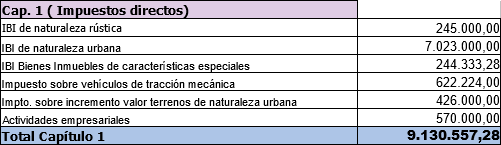 Cap. 1 ( Impuestos directos)
IBI de naturaleza rústica 245.000,00
IBI de naturaleza urbana 7.023.000,00
IBI Bienes Inmuebles de características especiales 244.333,28
Impuesto sobre vehículos de tracción mecánica 622.224,00
Impto. sobre incremento valor terrenos de naturaleza urbana 426.000,00
Actividades empresariales 570.000,00
Total Capítulo 1 9.130.557,28